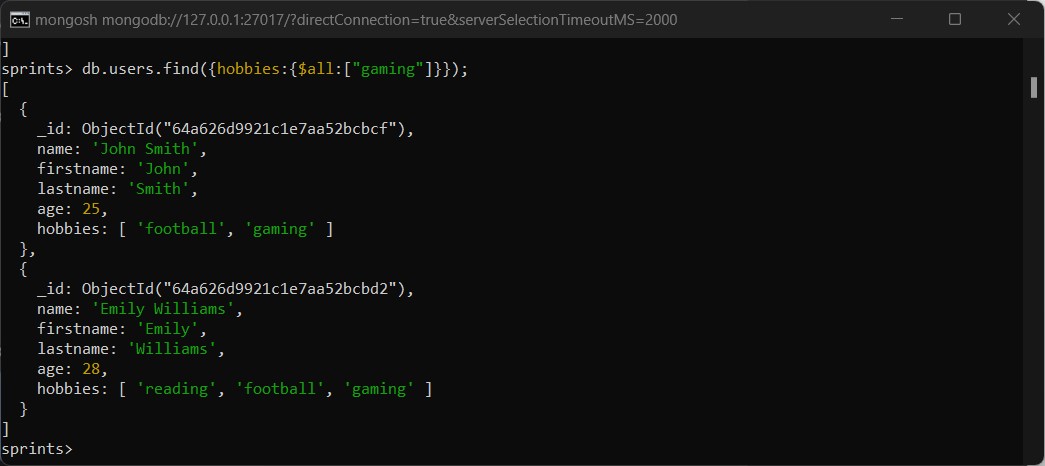 mongosh mongodb://127.0.0.1:27017/?directConnection=true&serverSelectionTimeoutMS=2000
]
sprints> db.users.find({hobbies:{$all:["gaming"]}});
[
  {
    _id: ObjectId("64a626d9921c1e7aa52bcbcf"),
    name: 'John Smith',
    firstname: 'John',
    lastname: 'Smith',
    age: 25,
    hobbies: [ 'football', 'gaming' ]
  },
  {
    _id: ObjectId("64a626d9921c1e7aa52bcbd2"),
    name: 'Emily Williams',
    firstname: 'Emily',
    lastname: 'Williams',
    age: 28,
    hobbies: [ 'reading', 'football', 'gaming' ]
  }
]
sprints>